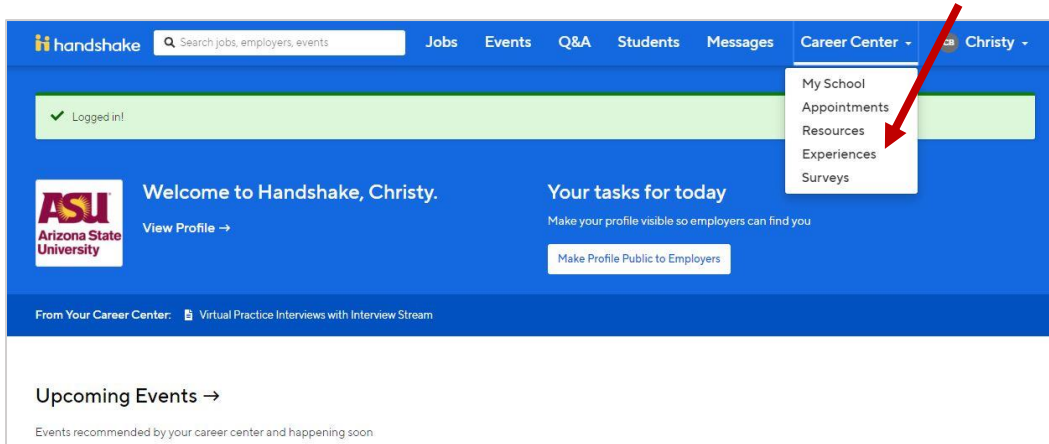 handshake
Search jobs, employers, events
Jobs Events Q&A Students Messages Career Center CB Christy
My School
Appointments
Resources
Experiences
Surveys
Logged in!
ASU
Arizona State
University
Welcome to Handshake, Christy.
View Profile →
Your tasks for today
Make your profile visible so employers can find you
Make Profile Public to Employers
From Your Career Center: Virtual Practice Interviews with Interview Stream
Upcoming Events →
Events recommended by your career center and happening soon